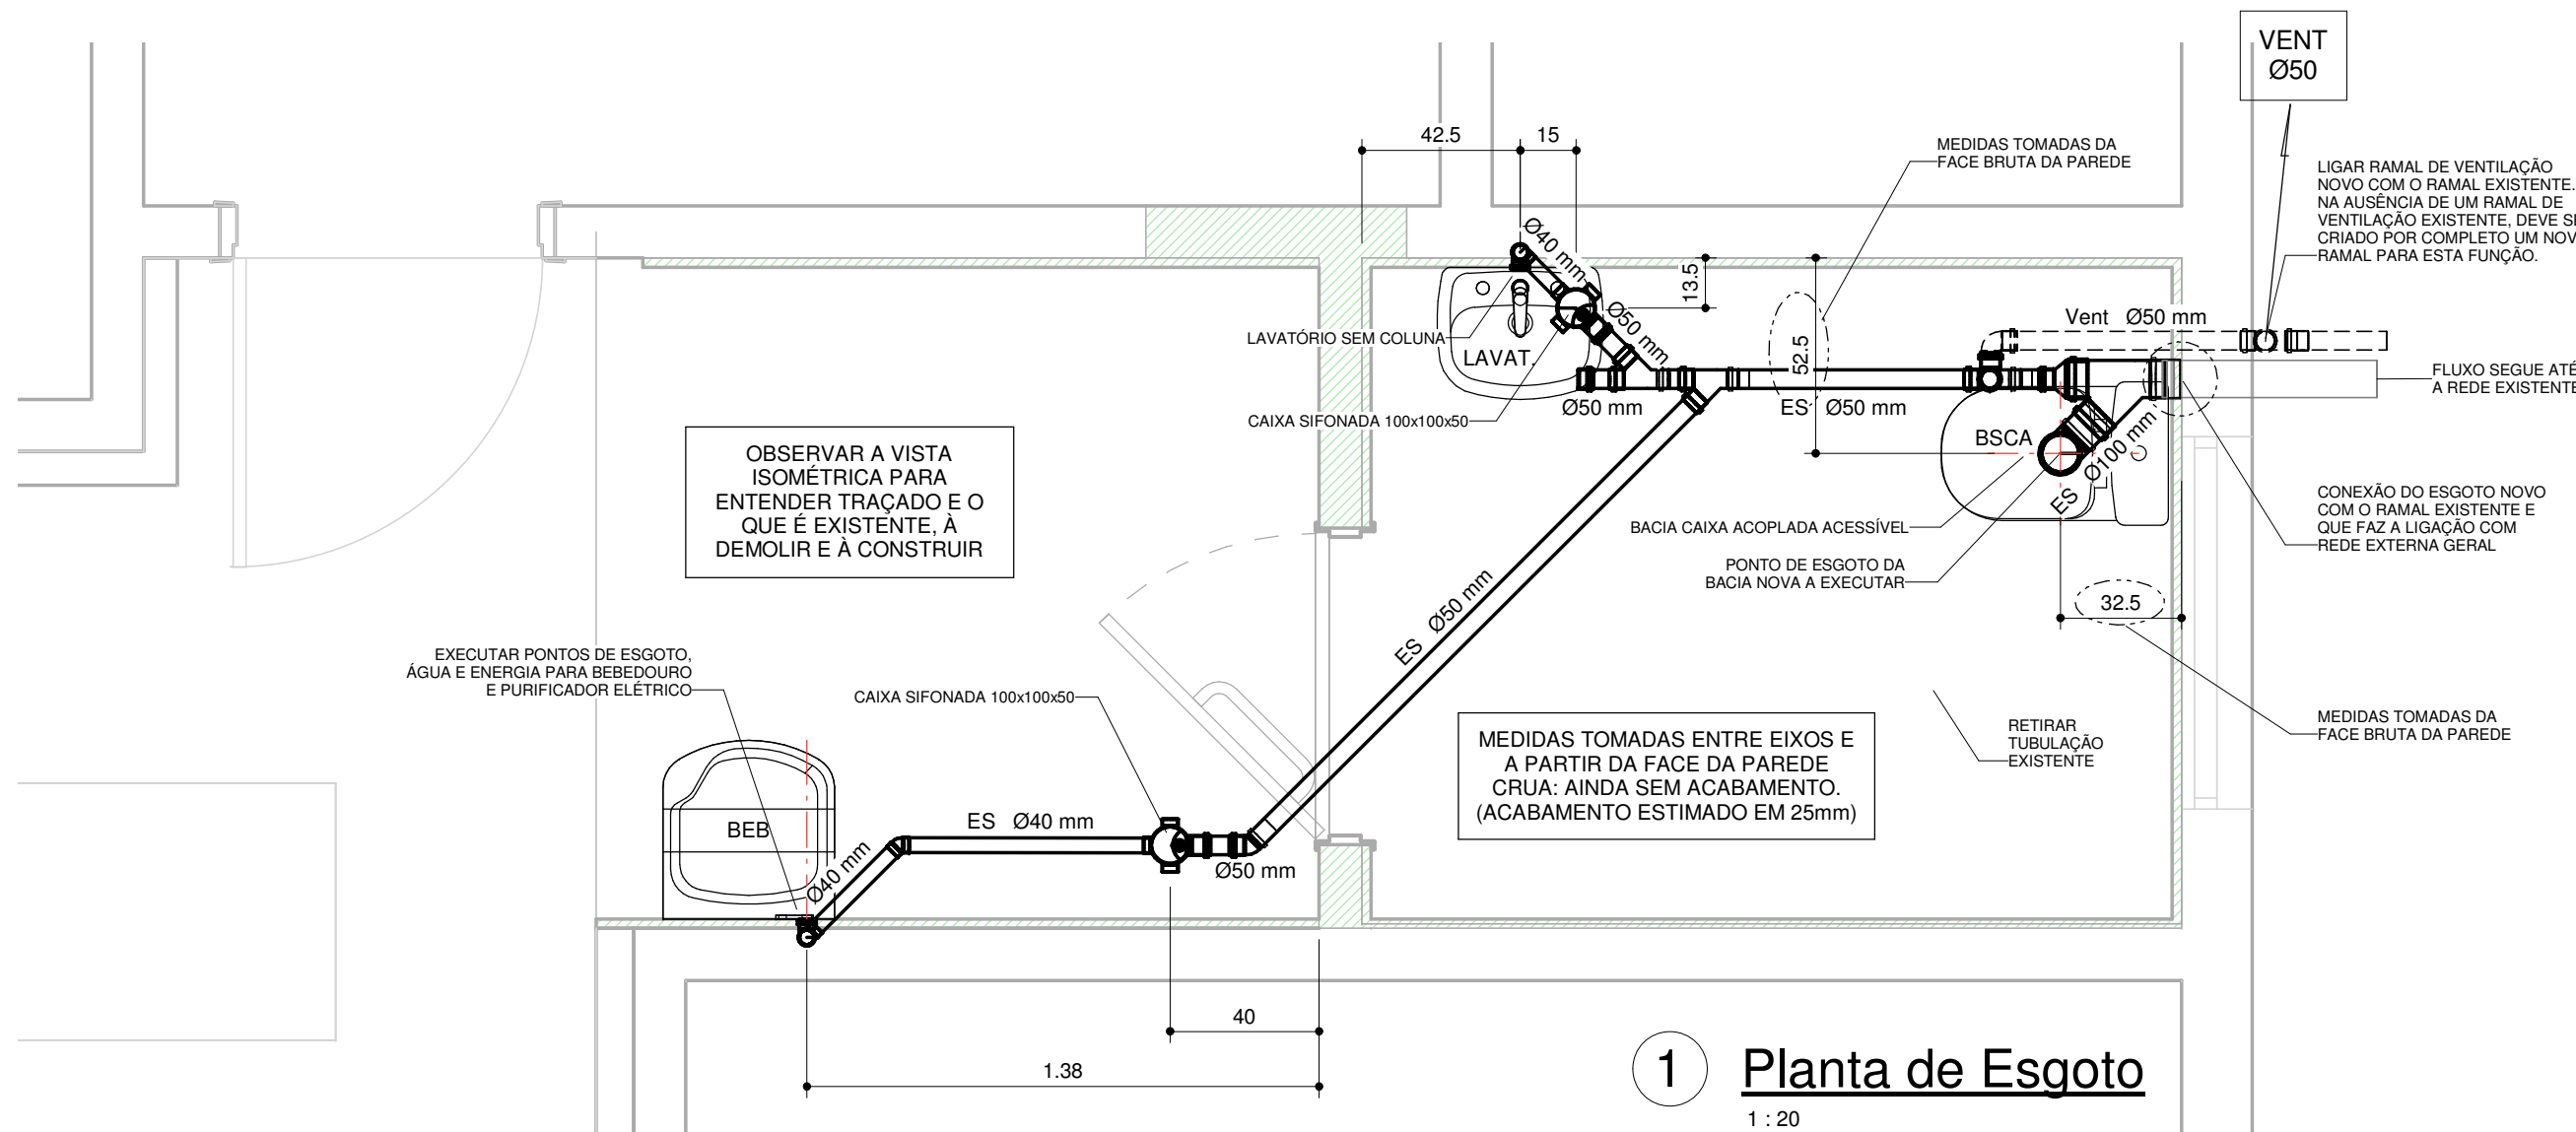 VENT
Ø50
42.5
15
MEDIDAS TOMADAS DA
FACE BRUTA DA PAREDE
LIGAR RAMAL DE VENTILAÇÃO
NOVO COM O RAMAL EXISTENTE.
NA AUSÊNCIA DE UM RAMAL DE
VENTILAÇÃO EXISTENTE, DEVE
CRIADO POR COMPLETO UM
RAMAL PARA ESTA FUNÇÃO.
Ø40 mm
13.5
Ø50 mm
52.5
Vent Ø50 mm
LAVATÓRIO SEM COLUNA
LAVAT.
FLUXO SEGUE ATÉ
A REDE
Ø50 mm
ES Ø50 mm
CAIXA SIFONADA 100x100x50
BSCA
ES Ø100 mm
OBSERVAR A VISTA
ISOMÉTRICA PARA
ENTENDER TRAÇADO E O
QUE É EXISTENTE, À
DEMOLIR E À CONSTRUIR
BACIA CAIXA ACOPLADA ACESSÍVEL
PONTO DE ESGOTO DA
BACIA NOVA A EXECUTAR
CONEXÃO DO ESGOTO NOVO
COM O RAMAL EXISTENTE E
QUE FAZ A LIGAÇÃO COM
REDE EXTERNA GERAL
32.5
ES Ø50 mm
EXECUTAR PONTOS DE ESGOTO,
ÁGUA E ENERGIA PARA BEBEDOURO
E PURIFICADOR ELÉTRICO
CAIXA SIFONADA 100x100x50
MEDIDAS TOMADAS ENTRE EIXOS E
A PARTIR DA FACE DA PAREDE
CRUA: AINDA SEM ACABAMENTO.
(ACABAMENTO ESTIMADO EM 25mm)
RETIRAR
TUBULAÇÃO
EXISTENTE
MEDIDAS TOMADAS DA
FACE BRUTA DA PAREDE
BEB
ES Ø40 mm
Ø40 mm
Ø50 mm
40
1.38
1 Planta de Esgoto
1 : 20